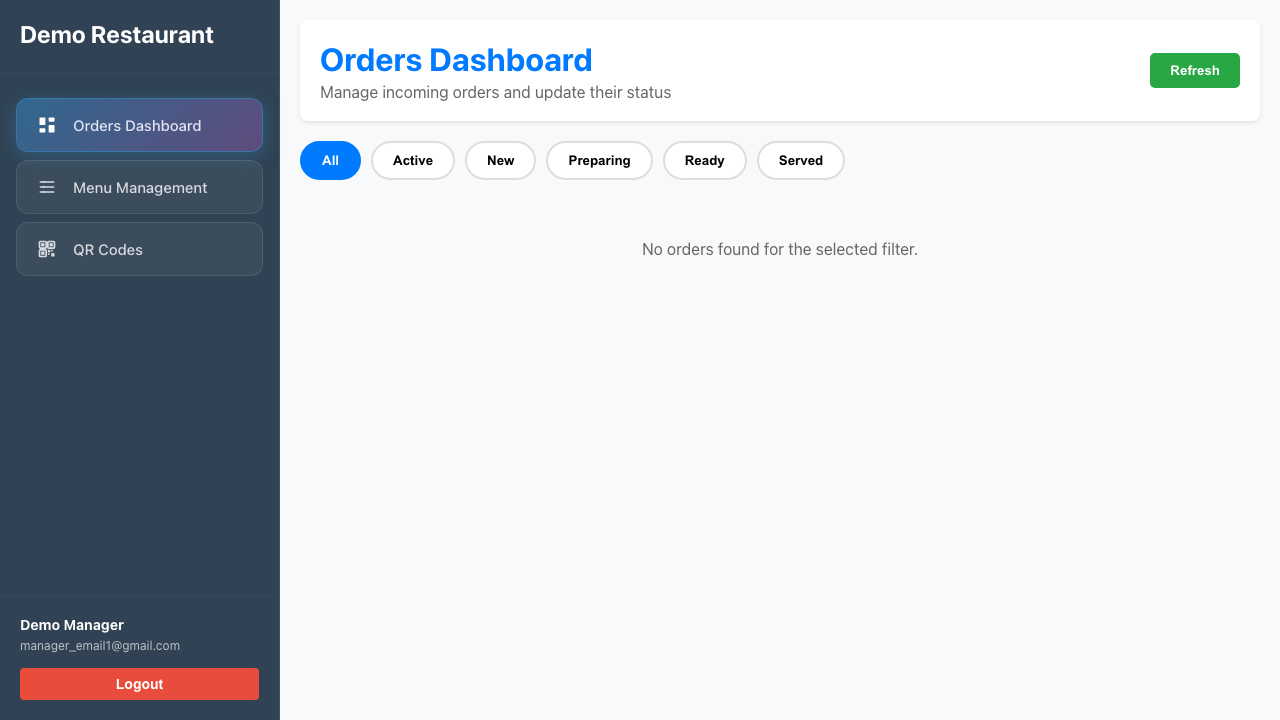 Demo Restaurant
Orders Dashboard
Menu Management
QR Codes
Demo Manager
manager_email1@gmail.com
Logout
Orders Dashboard
Manage incoming orders and update their status
Refresh
All Active New Preparing Ready Served
No orders found for the selected filter.